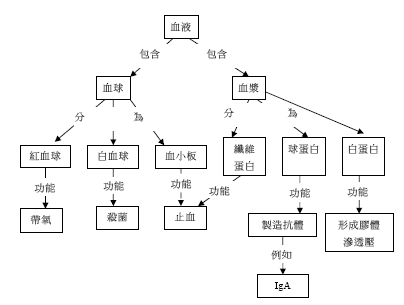 血液
包含 包含
血球 血漿
分 為 分 為
紅血球 白血球 血小板 纖維蛋白 球蛋白 白蛋白
功能 功能 功能 功能 功能 功能
帶氧 殺菌 止血 製造抗體 形成膠體滲透壓
例如
IgA